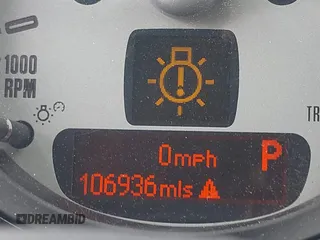 1000
RPM
TR
0mph P
106936mls
DREAMBID